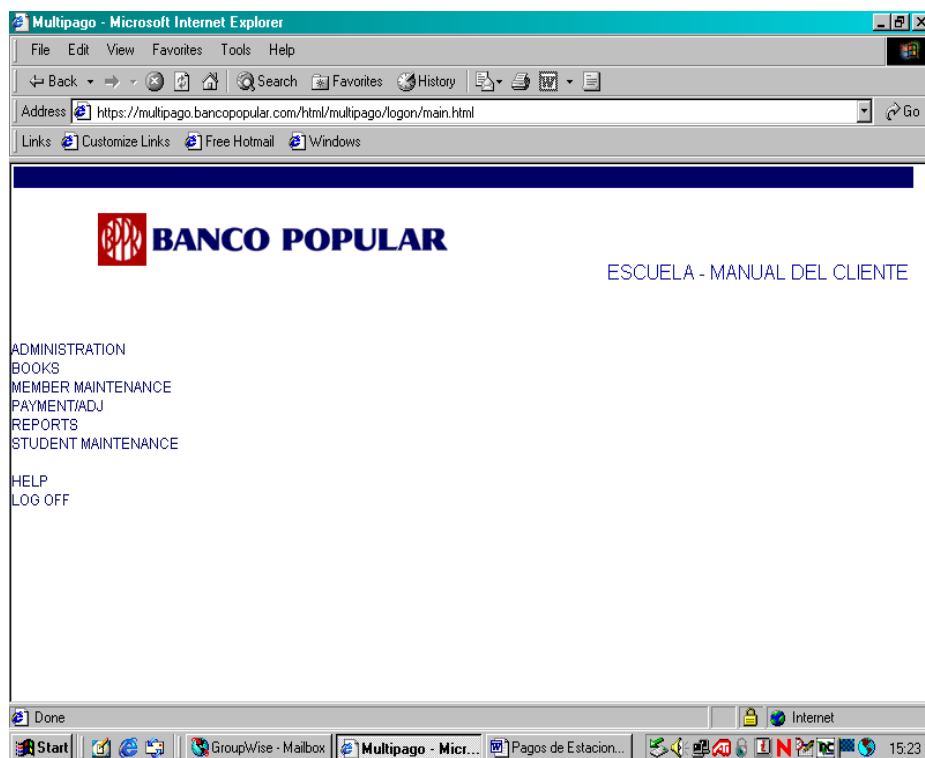 Multipago - Microsoft Internet Explorer
File Edit View Favorites Tools Help
Back Search Favorites History
Address https://multipago.bancopopular.com/html/multipago/logon/main.html Go
Links Customize Links Free Hotmail Windows
BANCO POPULAR
ESCUELA - MANUAL DEL CLIENTE
ADMINISTRATION
BOOKS
MEMBER MAINTENANCE
PAYMENT/ADJ
REPORTS
STUDENT MAINTENANCE
HELP
LOG OFF
Done Internet
Start GroupWise - Mailbox Multipago - Micr... Pagos de Estacion... 15:23